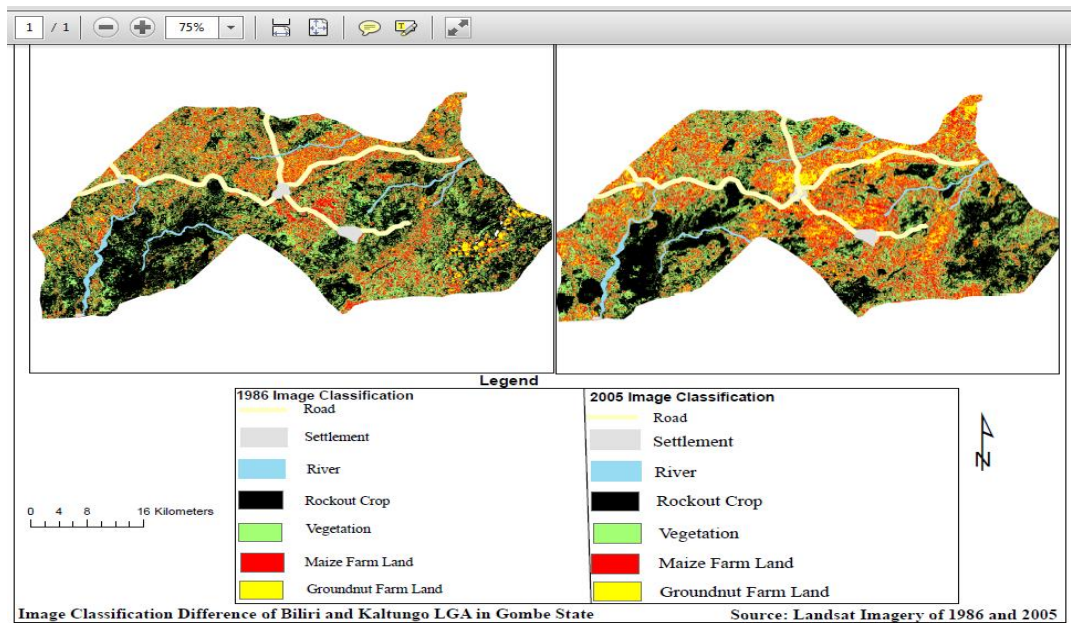 1 / 1 75%
Legend
1986 Image Classification
Road
Settlement
River
Rockout Crop
Vegetation
Maize Farm Land
Groundnut Farm Land
2005 Image Classification
Road
Settlement
River
Rockout Crop
Vegetation
Maize Farm Land
Groundnut Farm Land
N
0 4 8 16 Kilometers
Image Classification Difference of Biliri and Kaltungo LGA in Gombe State
Source: Landsat Imagery of 1986 and 2005